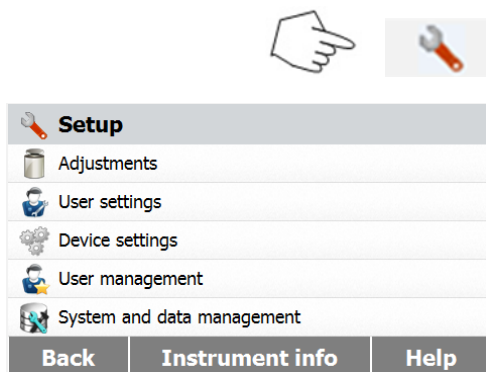 Setup
Adjustments
User settings
Device settings
User management
System and data management
Back Instrument info Help